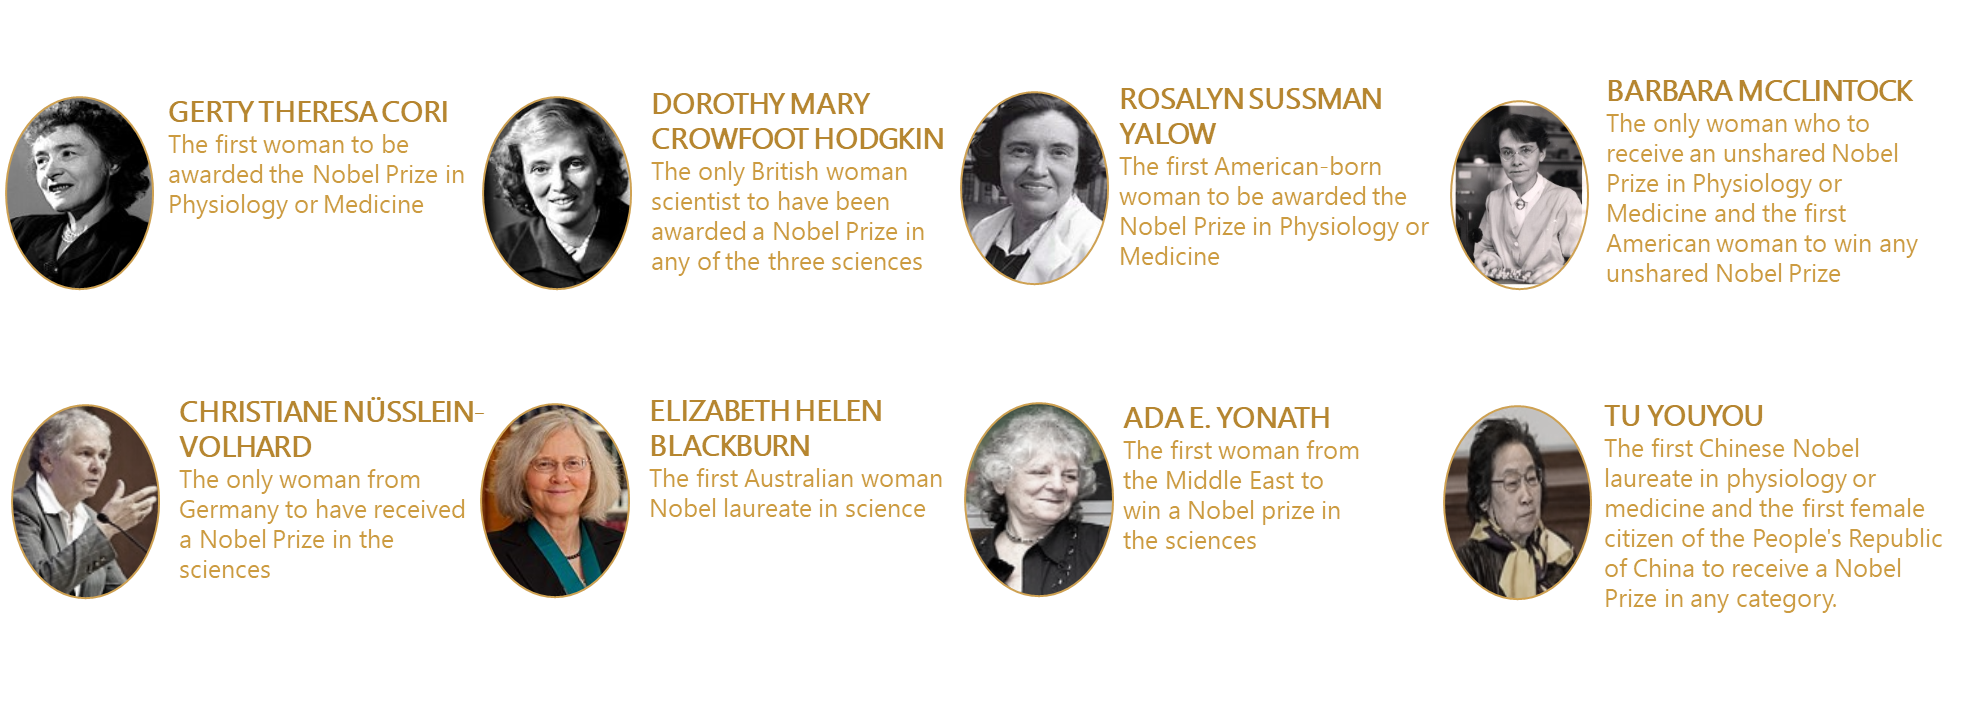 GERTY THERESA CORI
The first woman to be
awarded the Nobel Prize in
Physiology or Medicine
DOROTHY MARY
CROWFOOT HODGKIN
The only British woman
scientist to have been
awarded a Nobel Prize in
any of the three sciences
ROSALYN SUSSMAN
YALOW
The first American-born
woman to be awarded the
Nobel Prize in Physiology or
Medicine
BARBARA MCCLINTOCK
The only woman who to
receive an unshared Nobel
Prize in Physiology or
Medicine and the first
American woman to win any
unshared Nobel Prize
CHRISTIANE NÜSSLEIN-
VOLHARD
The only woman from
Germany to have received
a Nobel Prize in the
sciences
ELIZABETH HELEN
BLACKBURN
The first Australian woman
Nobel laureate in science
ADA E. YONATH
The first woman from
the Middle East to
win a Nobel prize in
the sciences
TU YOUYOU
The first Chinese Nobel
laureate in physiology or
medicine and the first female
citizen of the People's Republic
of China to receive a Nobel
Prize in any category.